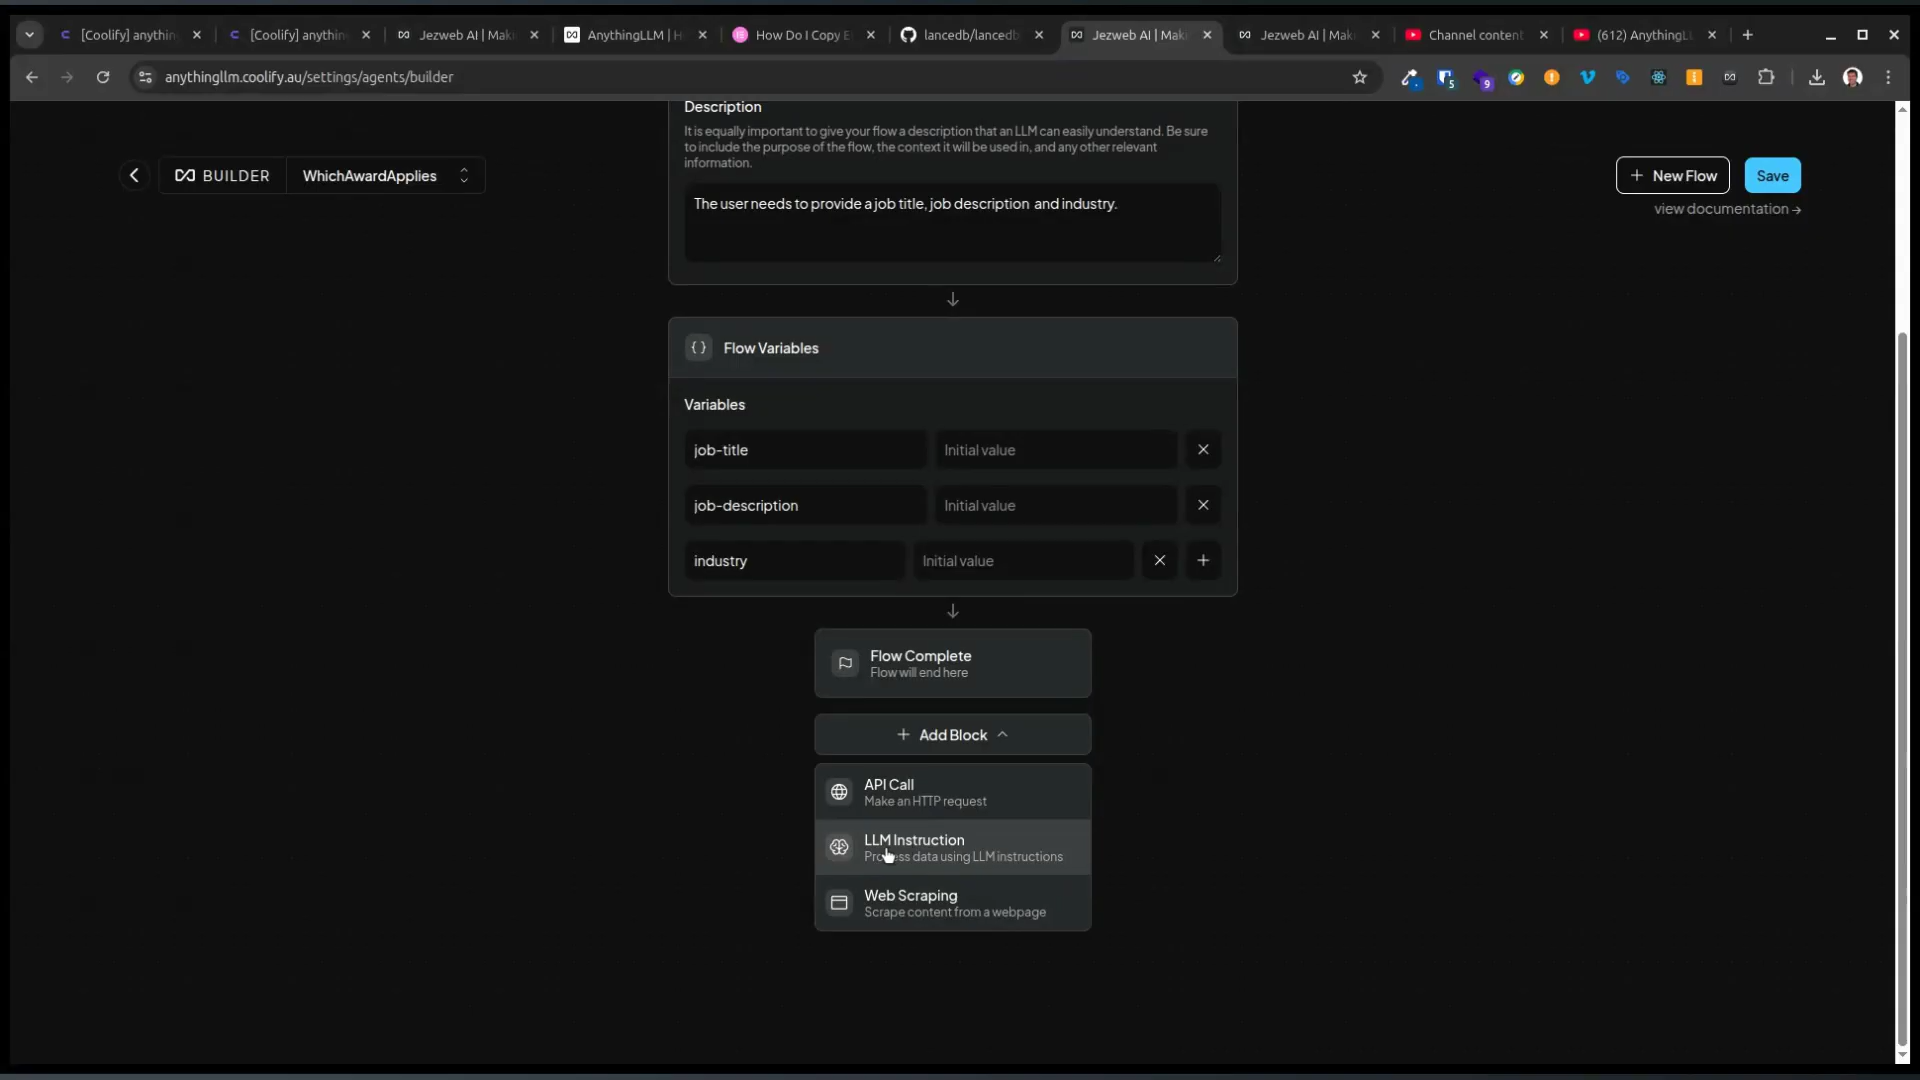 [Coolify] anythin
[Coolify] anythin
Jezweb AI | Mak
AnythingLLM | H
How Do I Copy E
lancedb/lancedb
Jezweb AI | Mak
Jezweb AI | Mak
Channel content
(612) AnythingLL
anythingllm.coolify.au/settings/agents/builder
5
9
Description
It is equally important to give your flow a description that an LLM can easily understand. Be sure
to include the purpose of the flow, the context it will be used in, and any other relevant
information.
BUILDER
WhichAwardApplies
+ New Flow
Save
view documentation →
The user needs to provide a job title, job description and industry.
{ } Flow Variables
Variables
job-title Initial value
job-description Initial value
industry Initial value
Flow Complete
Flow will end here
+ Add Block
API Call
Make an HTTP request
LLM Instruction
Process data using LLM instructions
Web Scraping
Scrape content from a webpage